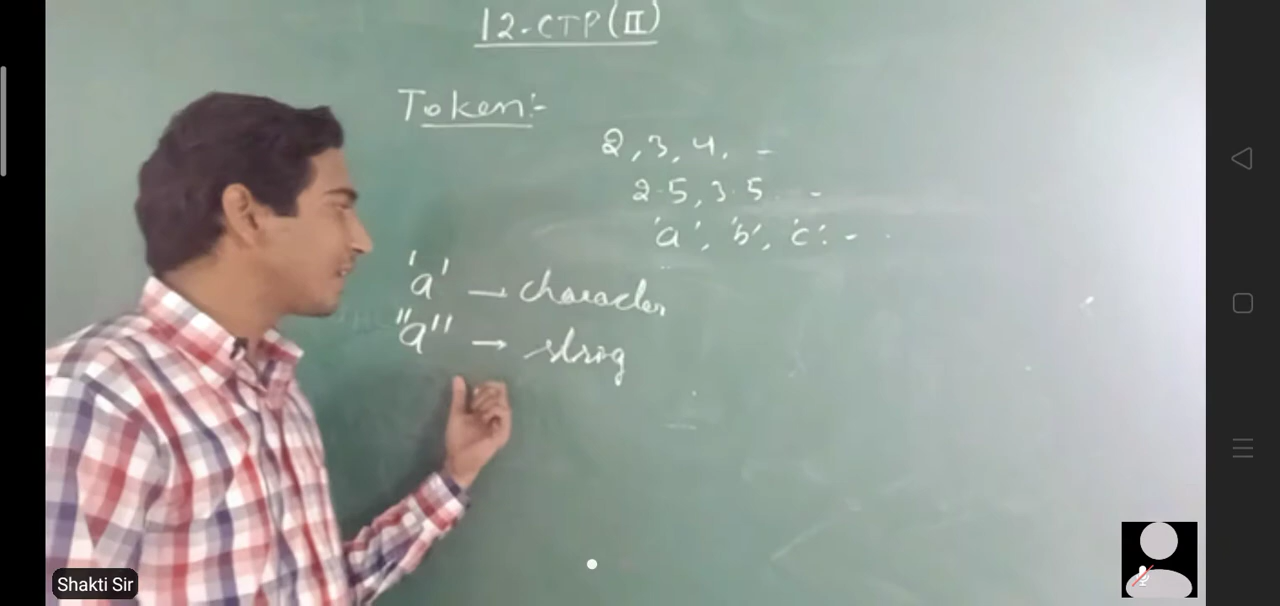 12-CTP(II)
Token:-
2, 3, 4, -
2.5, 3.5 -
'a', 'b', 'c'. - .
'a' → character
"a" → string
Shakti Sir